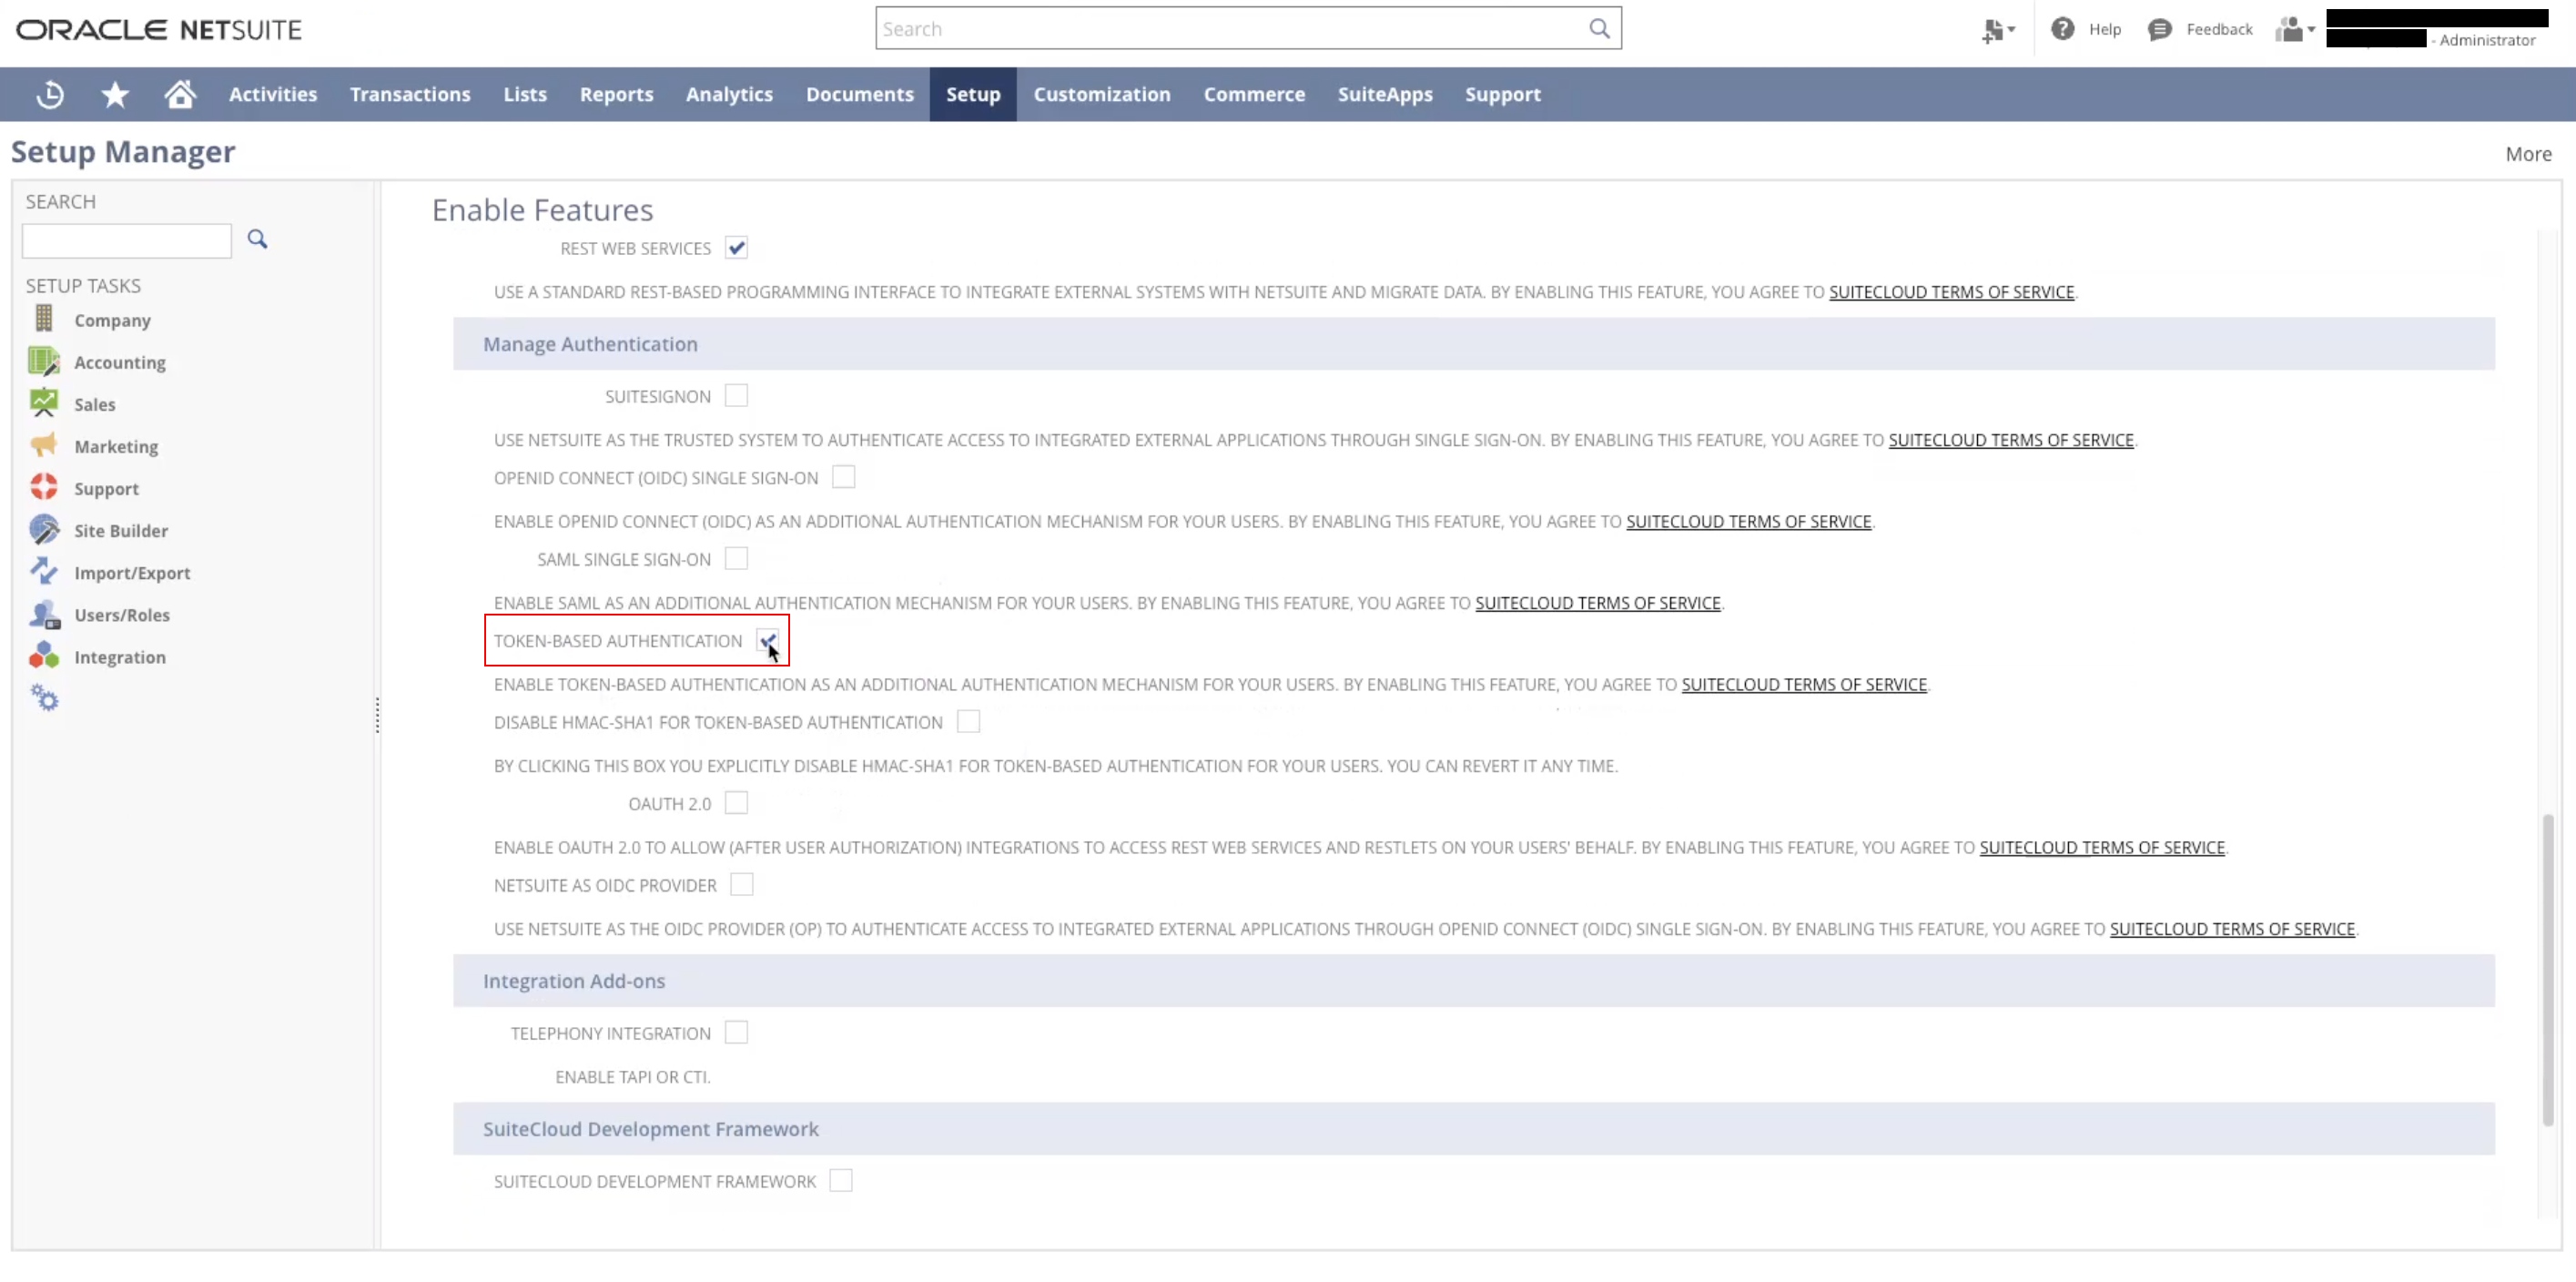 ORACLE NETSUITE
Search
Help
Feedback
- Administrator
Activities
Transactions
Lists
Reports
Analytics
Documents
Setup
Customization
Commerce
SuiteApps
Support
Setup Manager
More
SEARCH
SETUP TASKS
Company
Accounting
Sales
Marketing
Support
Site Builder
Import/Export
Users/Roles
Integration
Enable Features
REST WEB SERVICES
USE A STANDARD REST-BASED PROGRAMMING INTERFACE TO INTEGRATE EXTERNAL SYSTEMS WITH NETSUITE AND MIGRATE DATA. BY ENABLING THIS FEATURE, YOU AGREE TO SUITECLOUD TERMS OF SERVICE.
Manage Authentication
SUITESIGNON
USE NETSUITE AS THE TRUSTED SYSTEM TO AUTHENTICATE ACCESS TO INTEGRATED EXTERNAL APPLICATIONS THROUGH SINGLE SIGN-ON. BY ENABLING THIS FEATURE, YOU AGREE TO SUITECLOUD TERMS OF SERVICE.
OPENID CONNECT (OIDC) SINGLE SIGN-ON
ENABLE OPENID CONNECT (OIDC) AS AN ADDITIONAL AUTHENTICATION MECHANISM FOR YOUR USERS. BY ENABLING THIS FEATURE, YOU AGREE TO SUITECLOUD TERMS OF SERVICE.
SAML SINGLE SIGN-ON
ENABLE SAML AS AN ADDITIONAL AUTHENTICATION MECHANISM FOR YOUR USERS. BY ENABLING THIS FEATURE, YOU AGREE TO SUITECLOUD TERMS OF SERVICE.
TOKEN-BASED AUTHENTICATION
ENABLE TOKEN-BASED AUTHENTICATION AS AN ADDITIONAL AUTHENTICATION MECHANISM FOR YOUR USERS. BY ENABLING THIS FEATURE, YOU AGREE TO SUITECLOUD TERMS OF SERVICE.
DISABLE HMAC-SHA1 FOR TOKEN-BASED AUTHENTICATION
BY CLICKING THIS BOX YOU EXPLICITLY DISABLE HMAC-SHA1 FOR TOKEN-BASED AUTHENTICATION FOR YOUR USERS. YOU CAN REVERT IT ANY TIME.
OAUTH 2.0
ENABLE OAUTH 2.0 TO ALLOW (AFTER USER AUTHORIZATION) INTEGRATIONS TO ACCESS REST WEB SERVICES AND RESTLETS ON YOUR USERS' BEHALF. BY ENABLING THIS FEATURE, YOU AGREE TO SUITECLOUD TERMS OF SERVICE.
NETSUITE AS OIDC PROVIDER
USE NETSUITE AS THE OIDC PROVIDER (OP) TO AUTHENTICATE ACCESS TO INTEGRATED EXTERNAL APPLICATIONS THROUGH OPENID CONNECT (OIDC) SINGLE SIGN-ON. BY ENABLING THIS FEATURE, YOU AGREE TO SUITECLOUD TERMS OF SERVICE.
Integration Add-ons
TELEPHONY INTEGRATION
ENABLE TAPI OR CTI.
SuiteCloud Development Framework
SUITECLOUD DEVELOPMENT FRAMEWORK